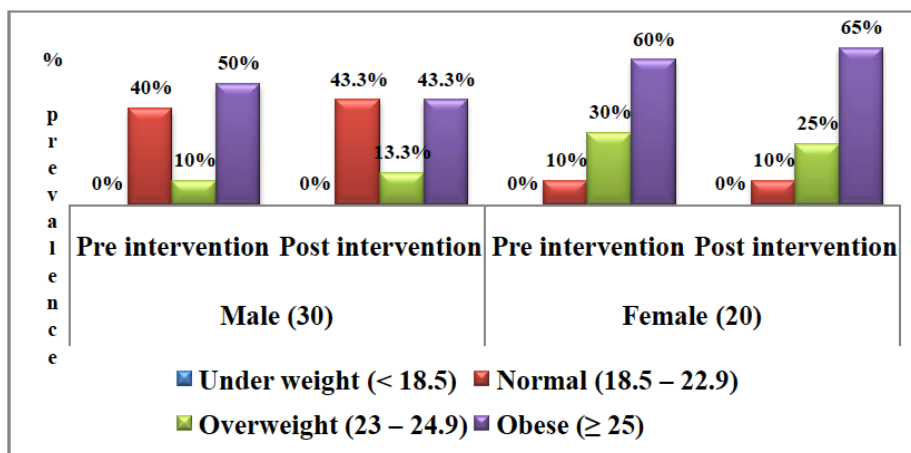 % prevalence
0% 40% 10% 50% 0% 43.3% 13.3% 43.3% 0% 10% 30% 60% 0% 10% 25% 65%
Pre intervention Post intervention Pre intervention Post intervention
Male (30) Female (20)
Under weight (< 18.5) Normal (18.5 – 22.9)
Overweight (23 – 24.9) Obese (≥ 25)